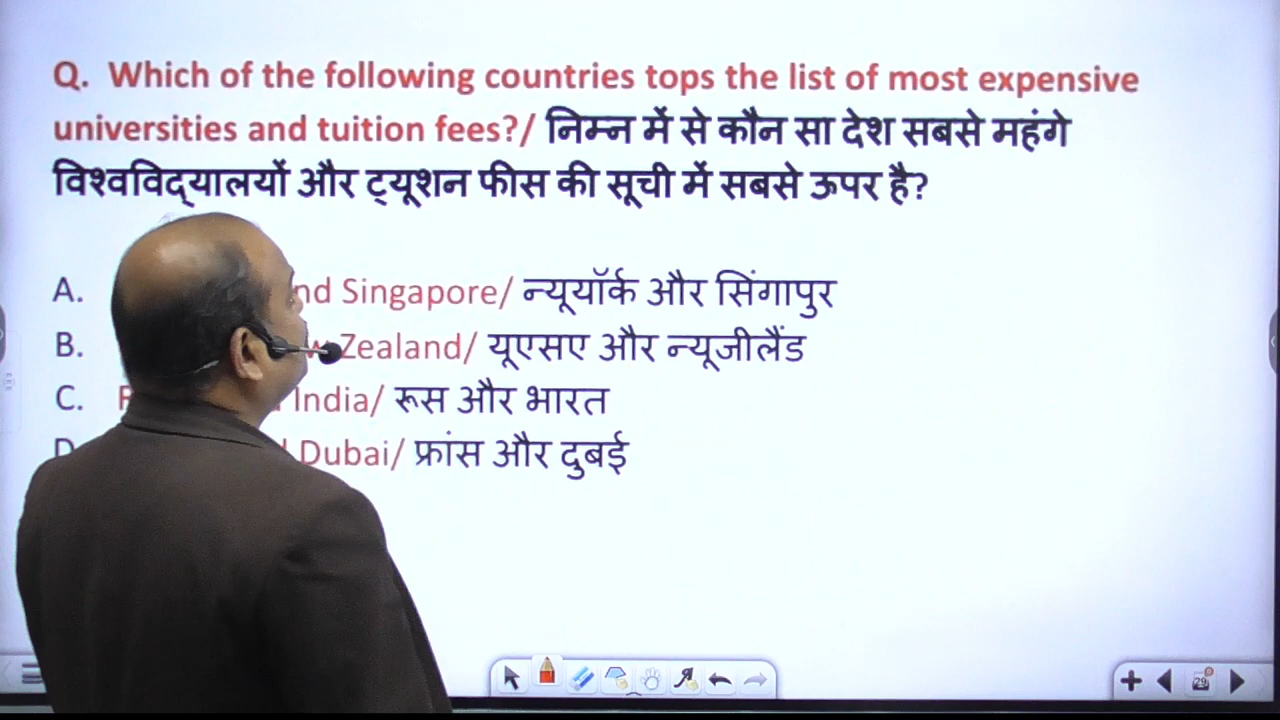 Q. Which of the following countries tops the list of most expensive
universities and tuition fees?/ निम्न में से कौन सा देश सबसे महंगे
विश्वविद्यालयों और ट्यूशन फीस की सूची में सबसे ऊपर है?
A. Singapore/ न्यूयॉर्क और सिंगापुर
B. Zealand/ यूएसए और न्यूजीलैंड
C. India/ रूस और भारत
D Dubai/ फ्रांस और दुबई
29